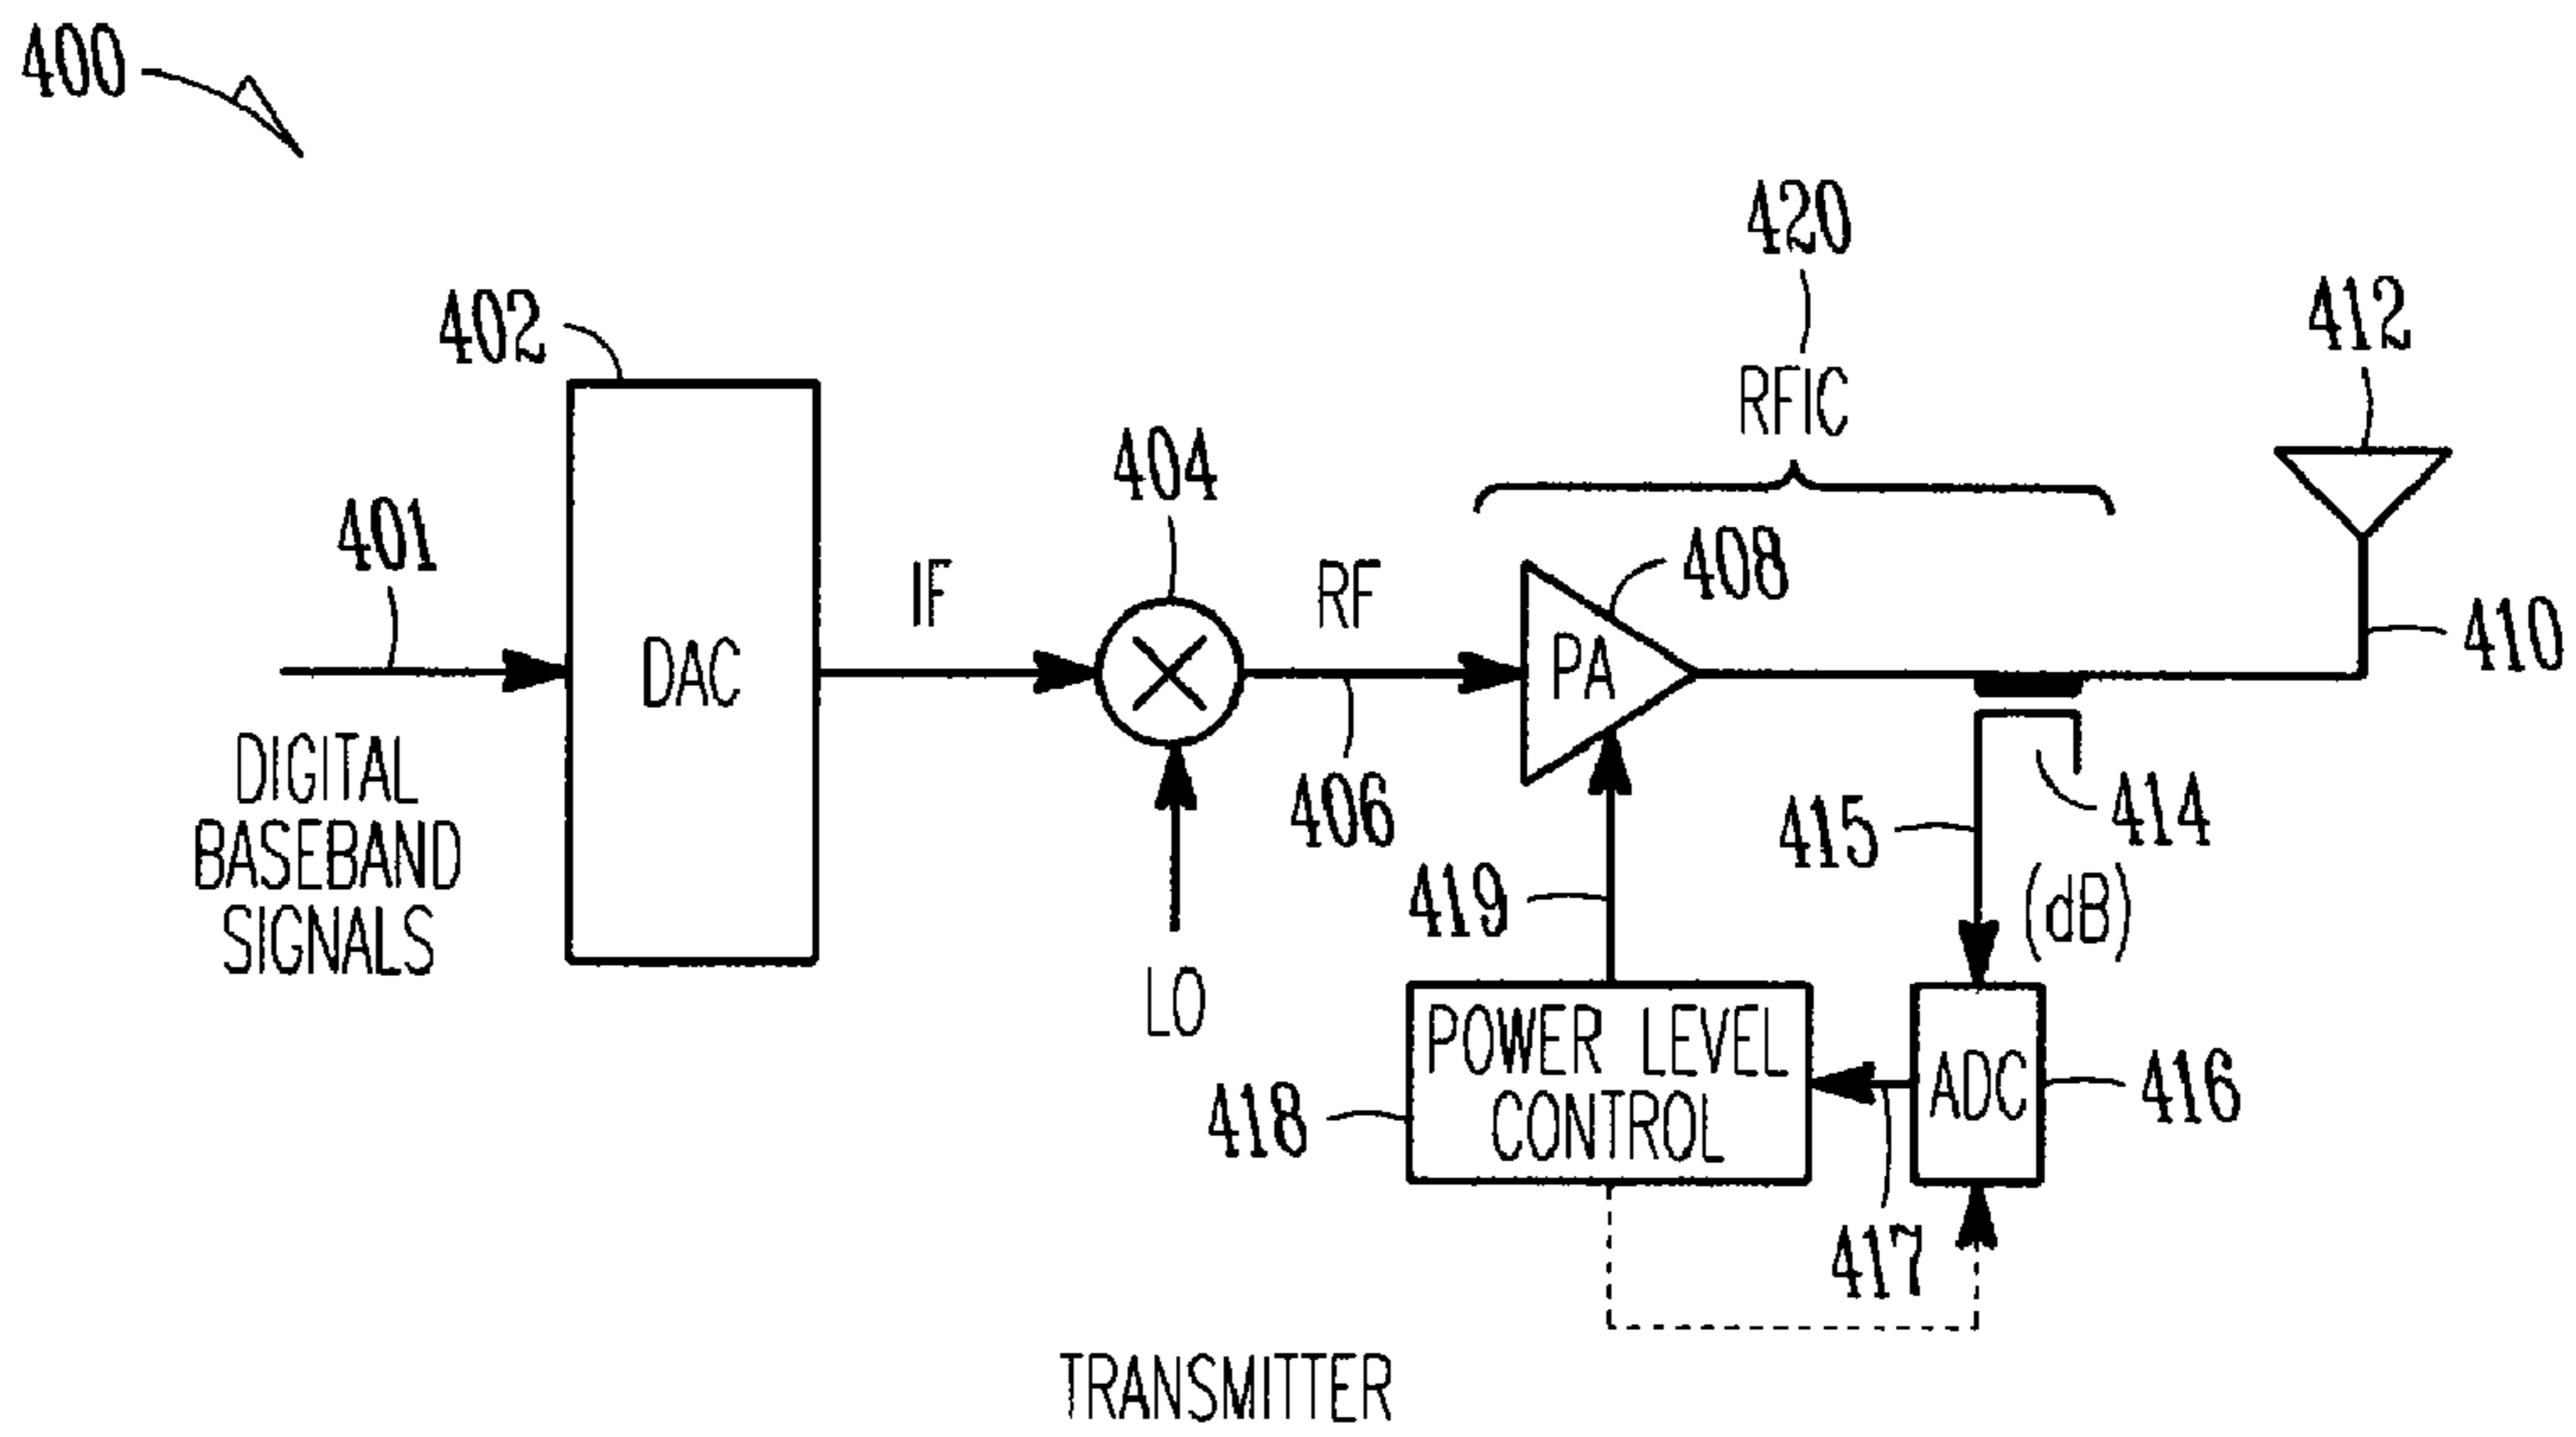 400
420
402
412
RFIC
404
401
408
IF
RF
410
DAC
PA
DIGITAL
BASEBAND
SIGNALS
406
415
414
419
(dB)
LO
POWER LEVEL
CONTROL
ADC
418
416
417
TRANSMITTER